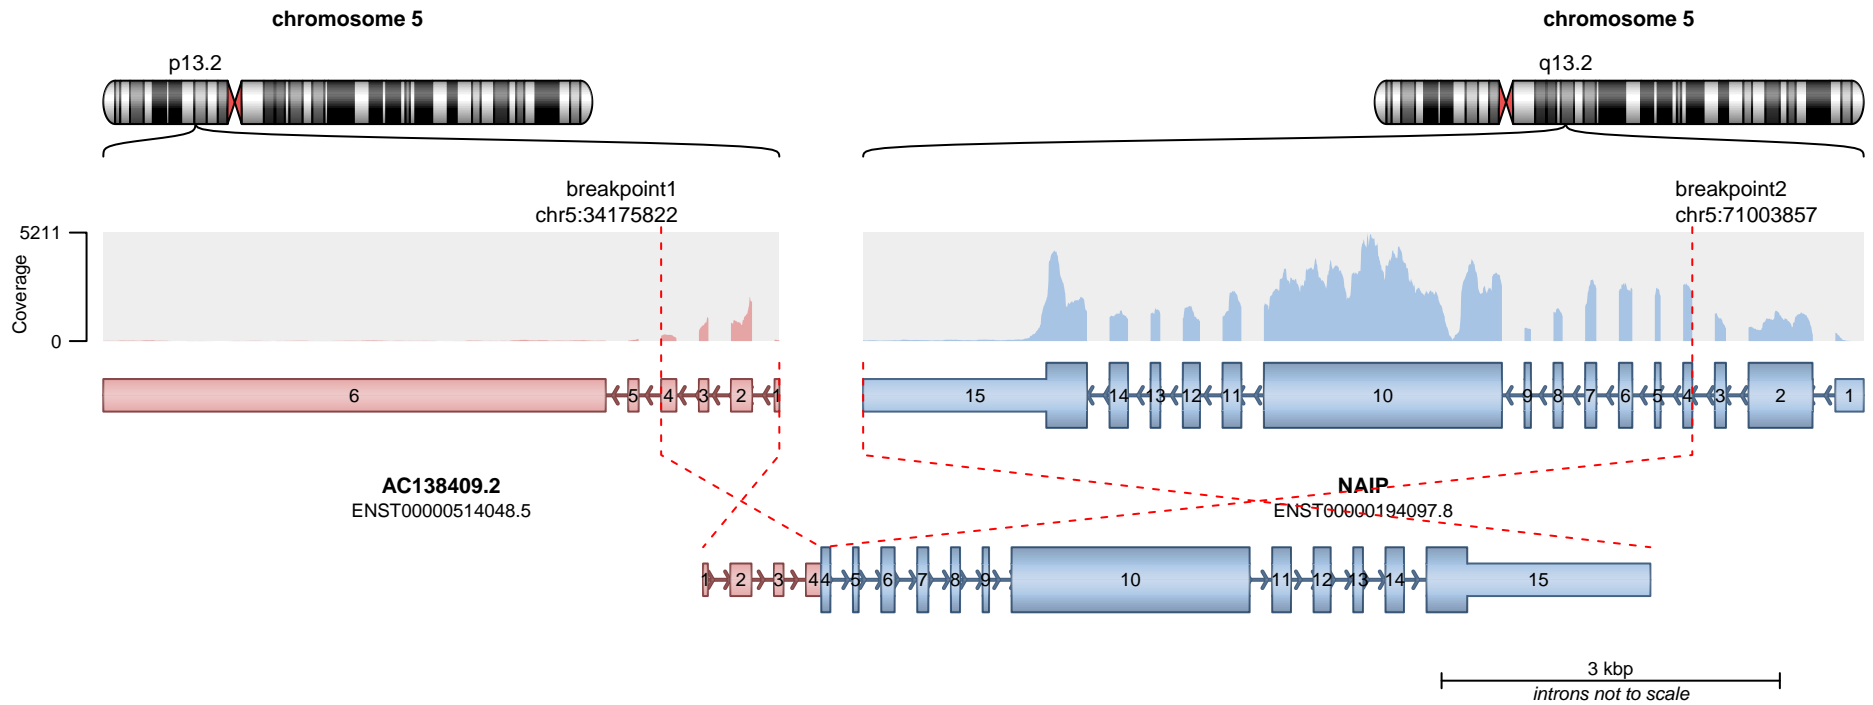 chromosome 5
chromosome 5
p13.2
q13.2
breakpoint1
chr5:34175822
breakpoint2
chr5:71003857
Coverage
5211
0
6 5 4 3 2 1
15 14 13 12 11 10 9 8 7 6 5 4 3 2 1
AC138409.2
ENST00000514048.5
NAIP
ENST00000194097.8
1 2 3 4 4 5 6 7 8 9 10 11 12 13 14 15
3 kbp
introns not to scale